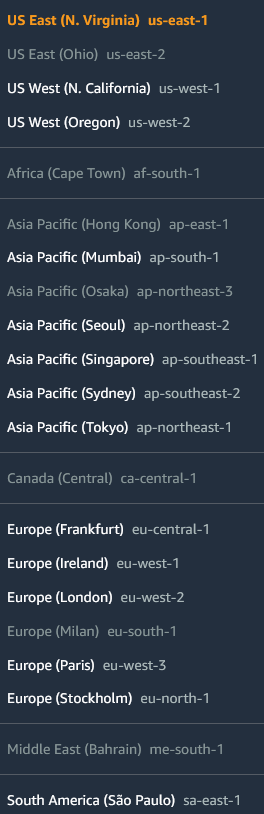 US East (N. Virginia) us-east-1
US East (Ohio) us-east-2
US West (N. California) us-west-1
US West (Oregon) us-west-2
Africa (Cape Town) af-south-1
Asia Pacific (Hong Kong) ap-east-1
Asia Pacific (Mumbai) ap-south-1
Asia Pacific (Osaka) ap-northeast-3
Asia Pacific (Seoul) ap-northeast-2
Asia Pacific (Singapore) ap-southeast-1
Asia Pacific (Sydney) ap-southeast-2
Asia Pacific (Tokyo) ap-northeast-1
Canada (Central) ca-central-1
Europe (Frankfurt) eu-central-1
Europe (Ireland) eu-west-1
Europe (London) eu-west-2
Europe (Milan) eu-south-1
Europe (Paris) eu-west-3
Europe (Stockholm) eu-north-1
Middle East (Bahrain) me-south-1
South America (São Paulo) sa-east-1